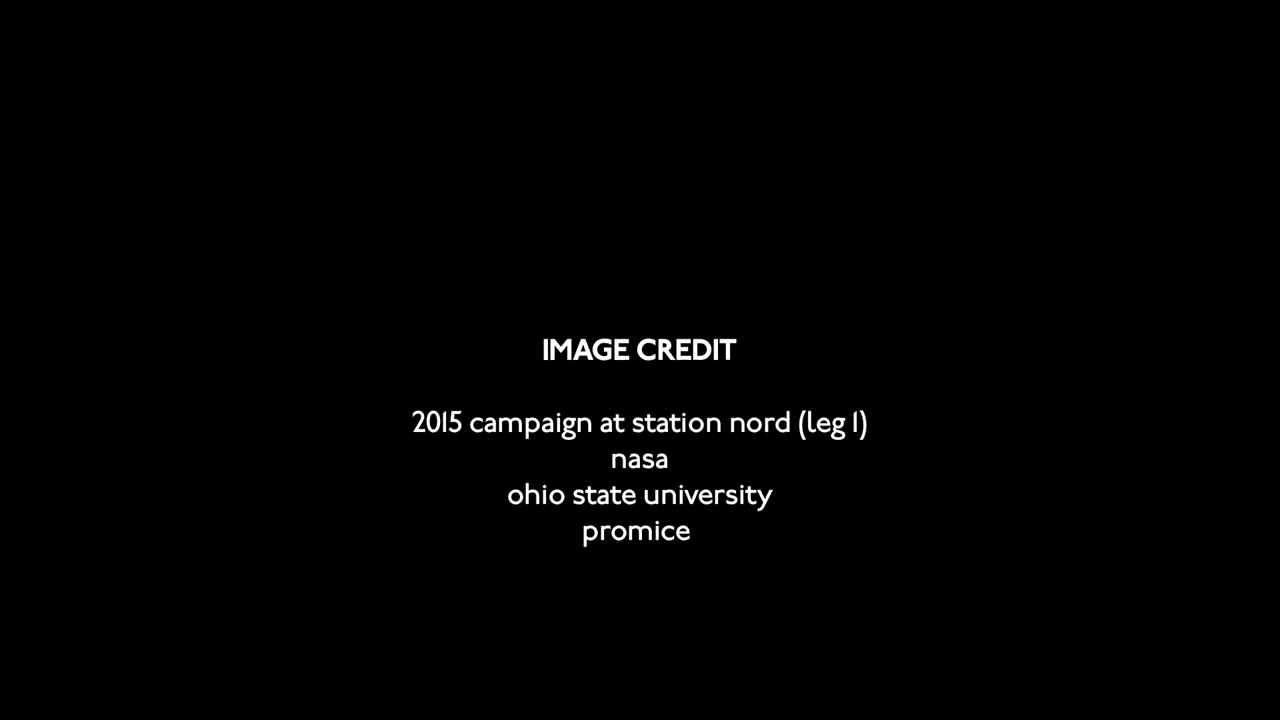 IMAGE CREDIT
2015 campaign at station nord (leg 1)
nasa
ohio state university
promice